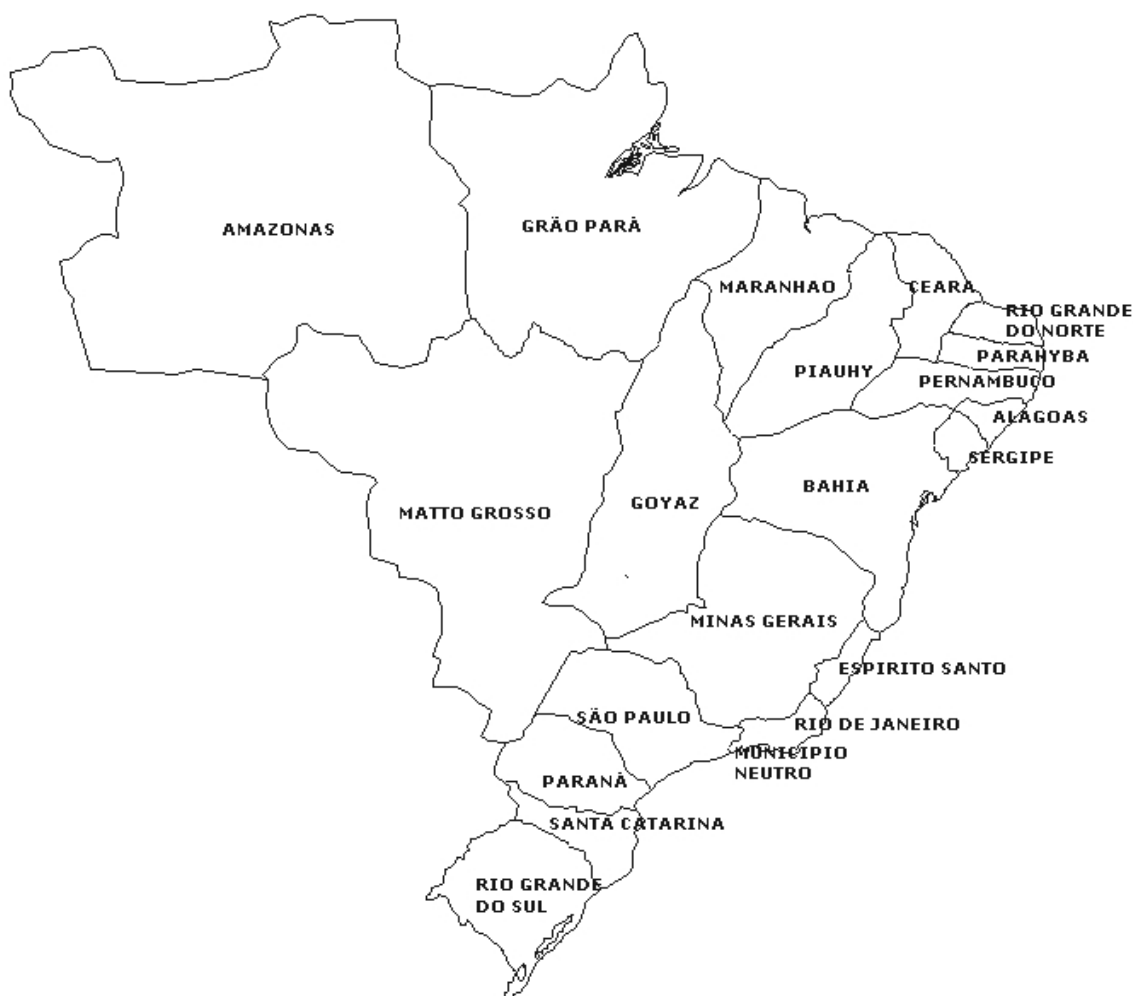 AMAZONAS
GRÃO PARÁ
MARANHAO
CEARA
RIO GRANDE
DO NORTE
PARAHYBA
PIAUHY
PERNAMBUCO
ALAGOAS
SERGIPE
BAHIA
GOYAZ
MATTO GROSSO
MINAS GERAIS
ESPIRITO SANTO
SÃO PAULO
RIO DE JANEIRO
MUNICIPIO
NEUTRO
PARANÁ
SANTA CATARINA
RIO GRANDE
DO SUL